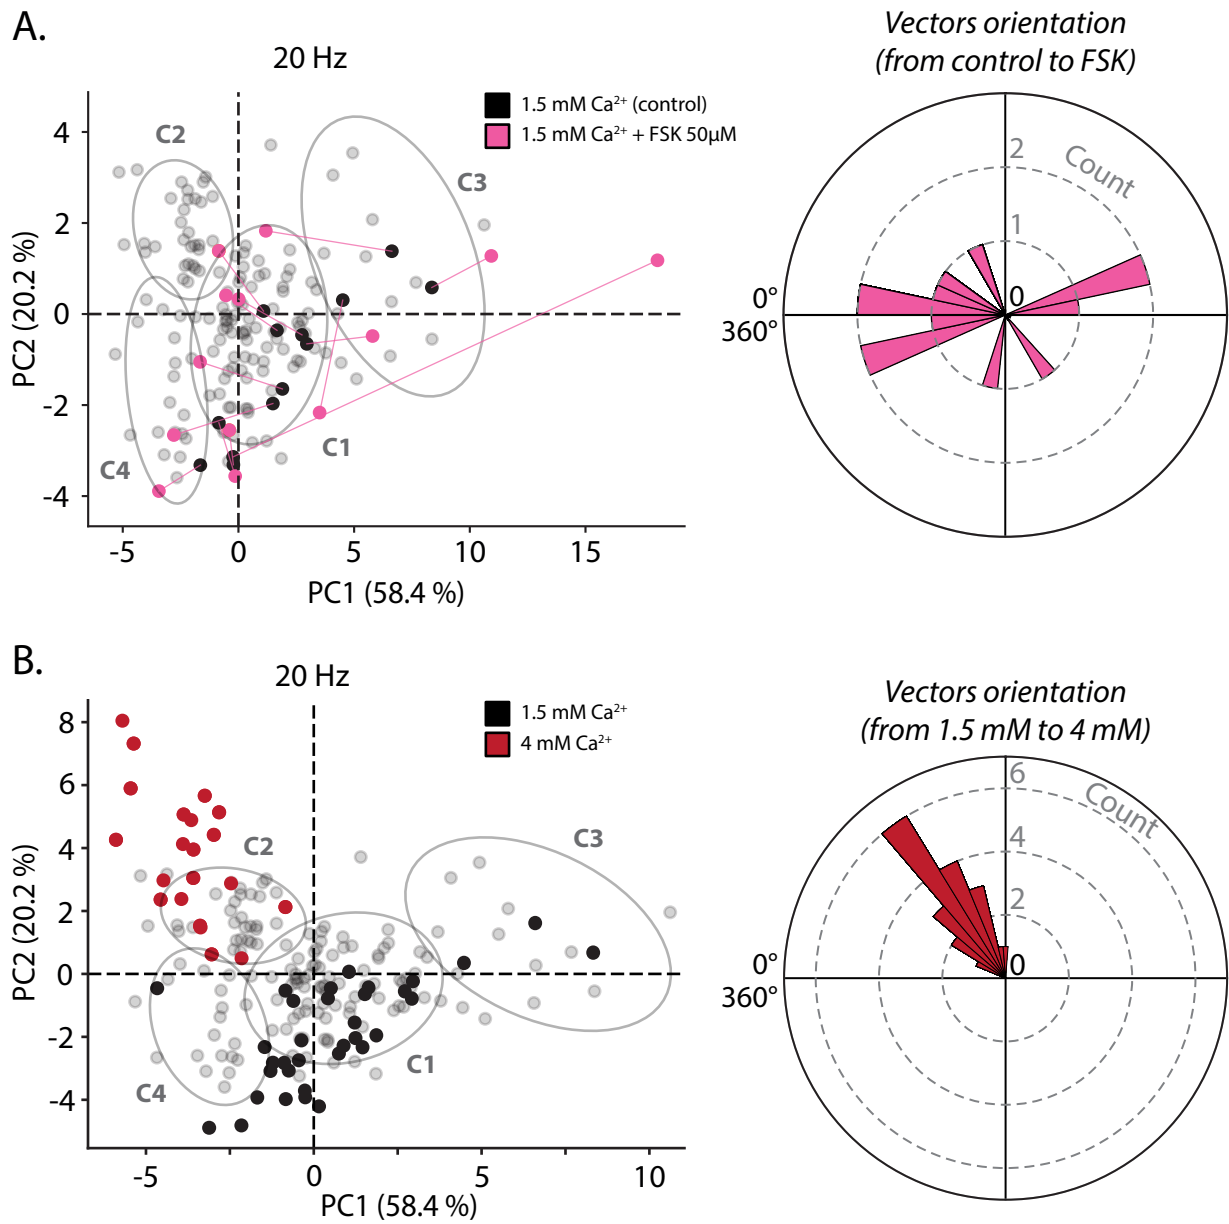 A.
20 Hz
1.5 mM Ca²⁺ (control)
1.5 mM Ca²⁺ + FSK 50µM
C2
C3
C1
C4
4
2
0
-2
-4
PC2 (20.2 %)
-5
0
5
10
15
PC1 (58.4 %)
Vectors orientation
(from control to FSK)
2
1
0
Count
0°
360°
B.
20 Hz
1.5 mM Ca²⁺
4 mM Ca²⁺
C2
C3
C1
C4
8
6
4
2
0
-2
-4
PC2 (20.2 %)
-5
0
5
10
PC1 (58.4 %)
Vectors orientation
(from 1.5 mM to 4 mM)
6
4
2
0
Count
0°
360°